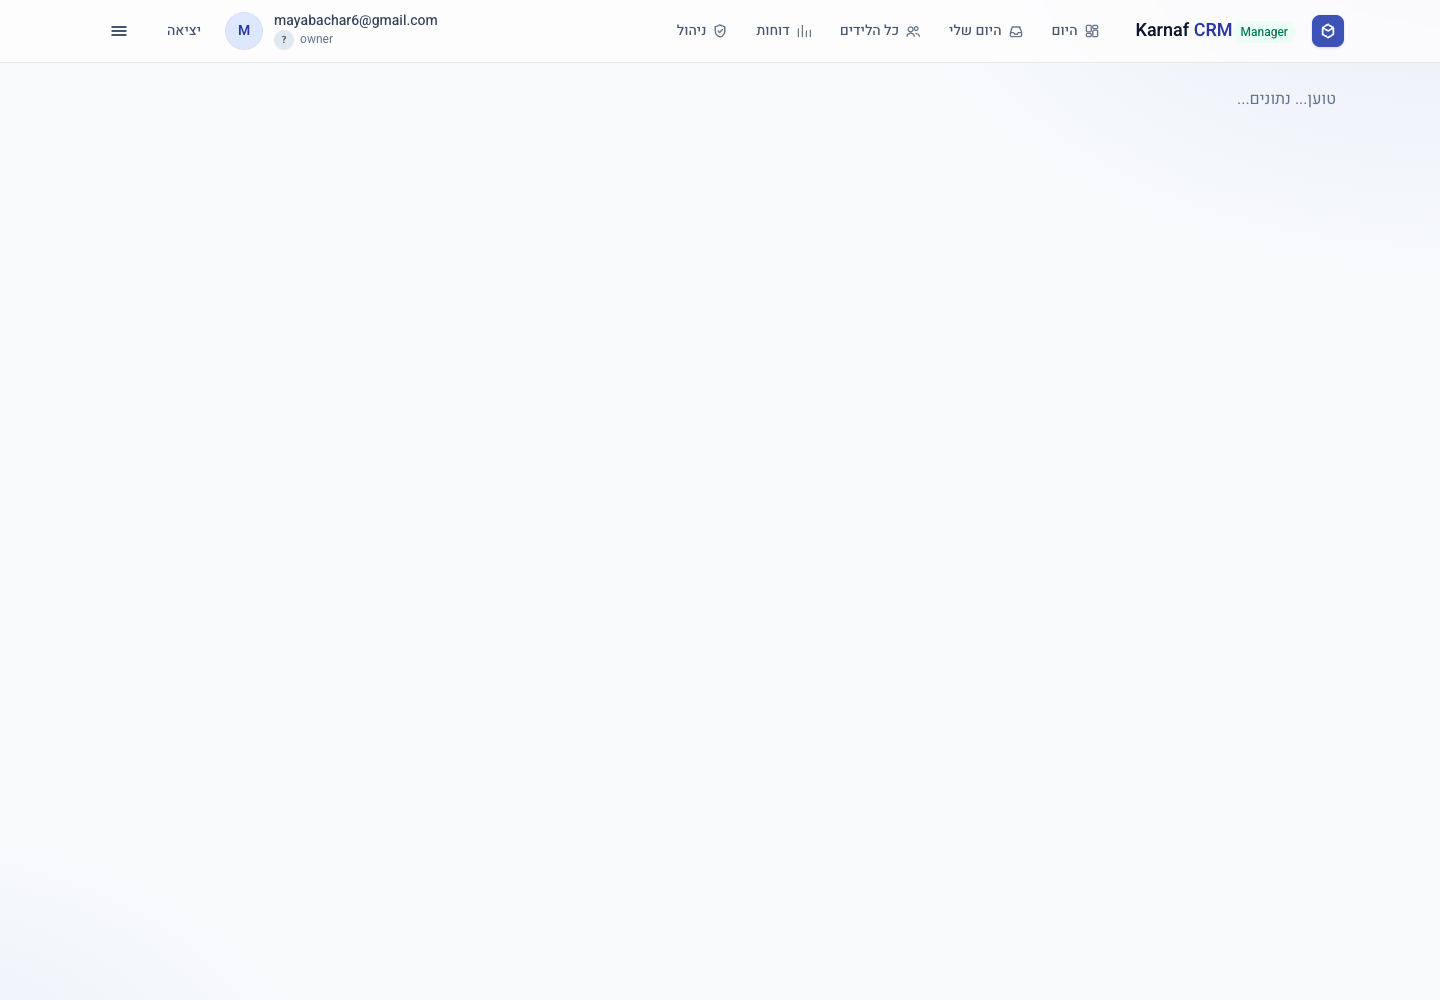 Karnaf CRM Manager
היום
היום שלי
כל הלידים
דוחות
ניהול
mayabachar6@gmail.com
? owner
M
יציאה
טוען... נתונים...